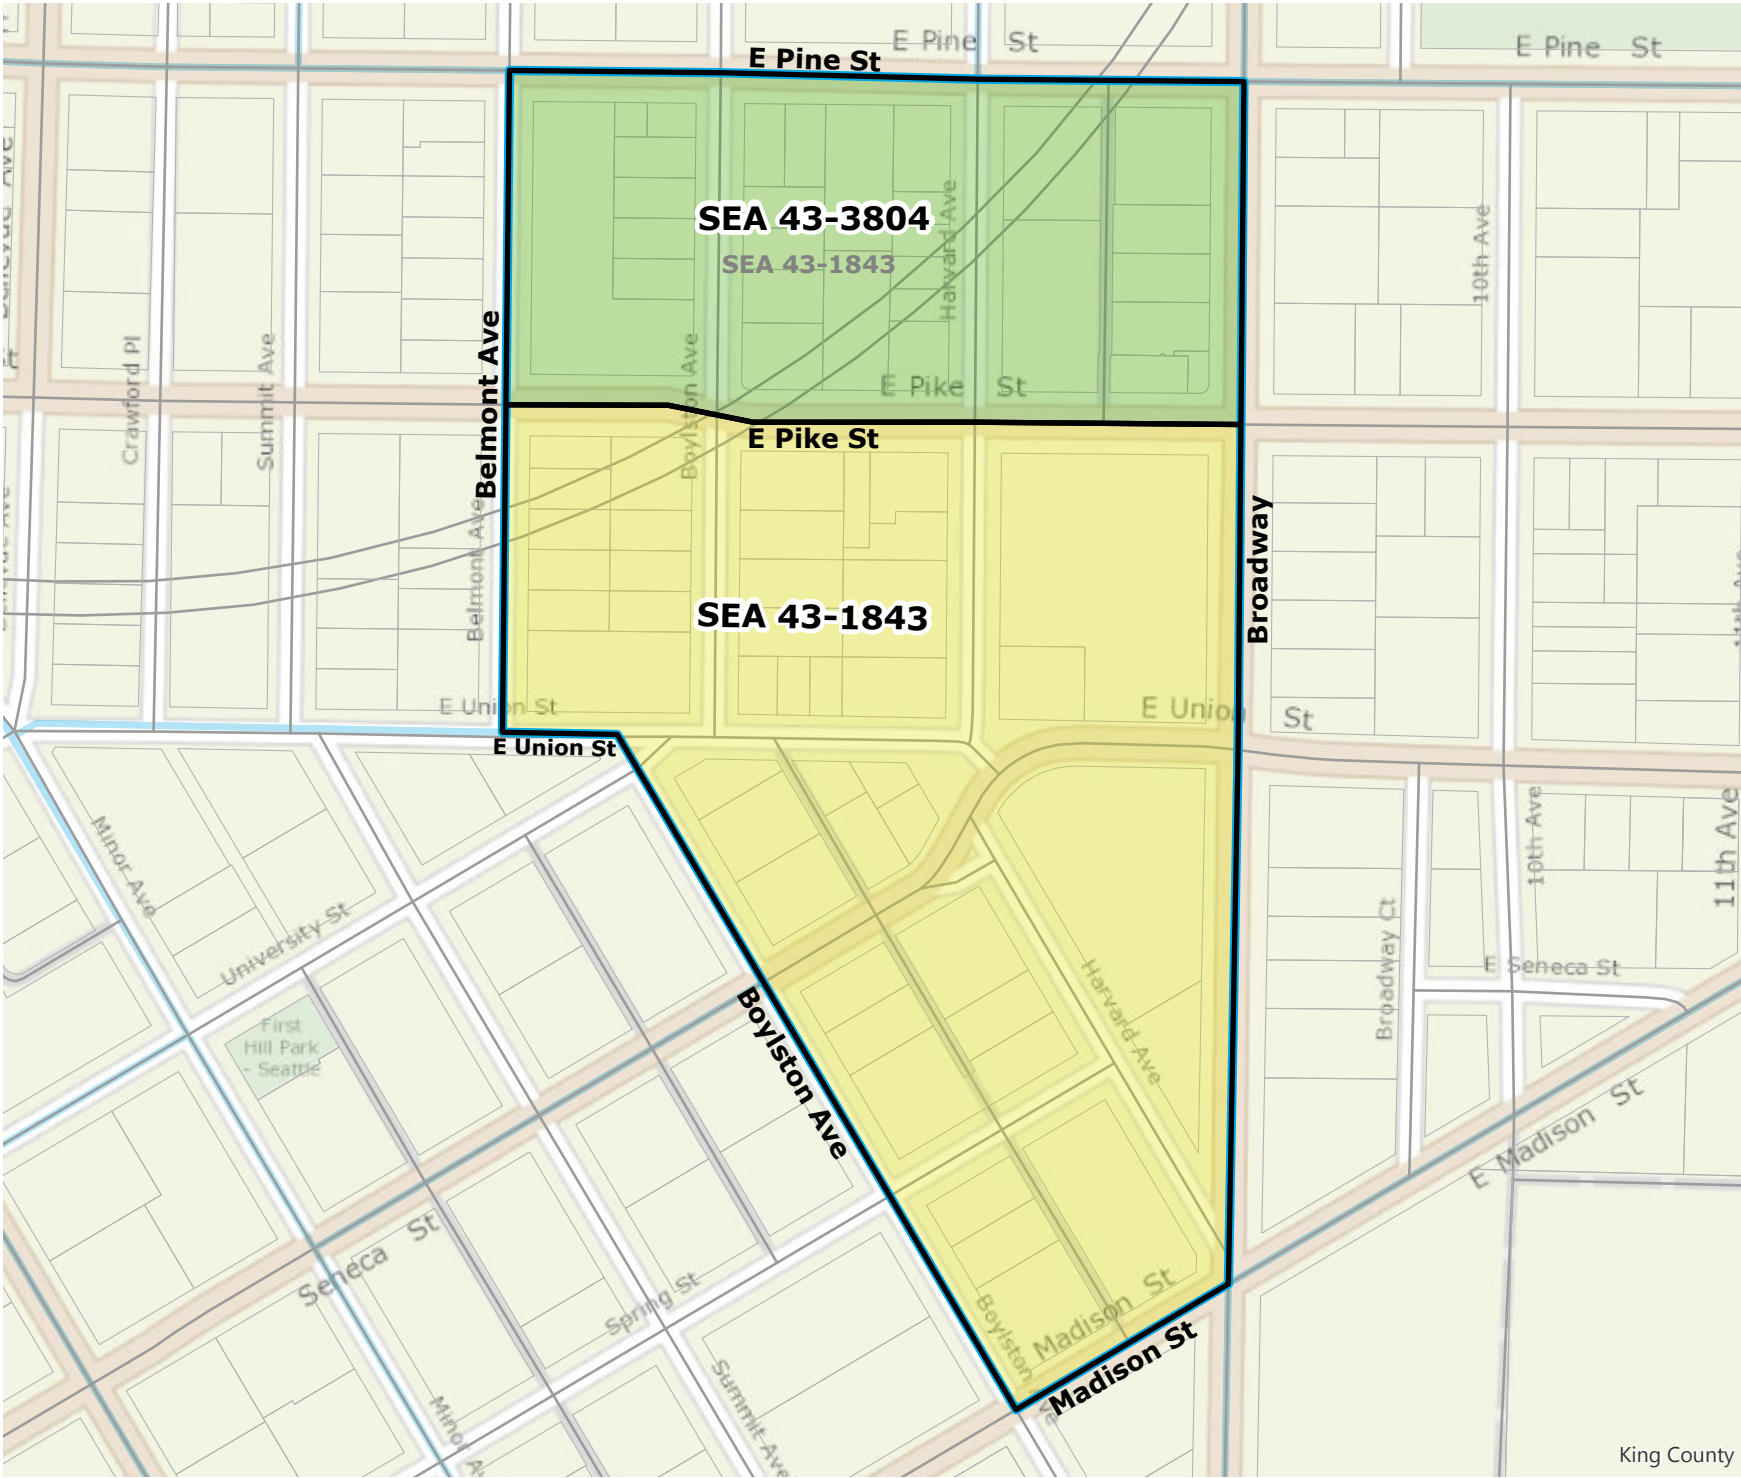 E Pine St
E Pine St
E Pine St
Bellevue Ave
SEA 43-3804
SEA 43-1843
Harvard Ave
10th Ave
Crawford Pl
Summit Ave
Belmont Ave
Boylston Ave
E Pike St
E Pike St
Belmont Ave
Broadway
SEA 43-1843
E Union St
E Union St
E Union St
Minor Ave
University St
10th Ave
11th Ave
11th Ave
Broadway Ct
E Seneca St
First
Hill Park
- Seattle
Boylston Ave
Harvard Ave
E Madison St
Seneca St
Spring St
Madison St
Madison St
Boylston Ave
Summit Ave
Minor Av
King County